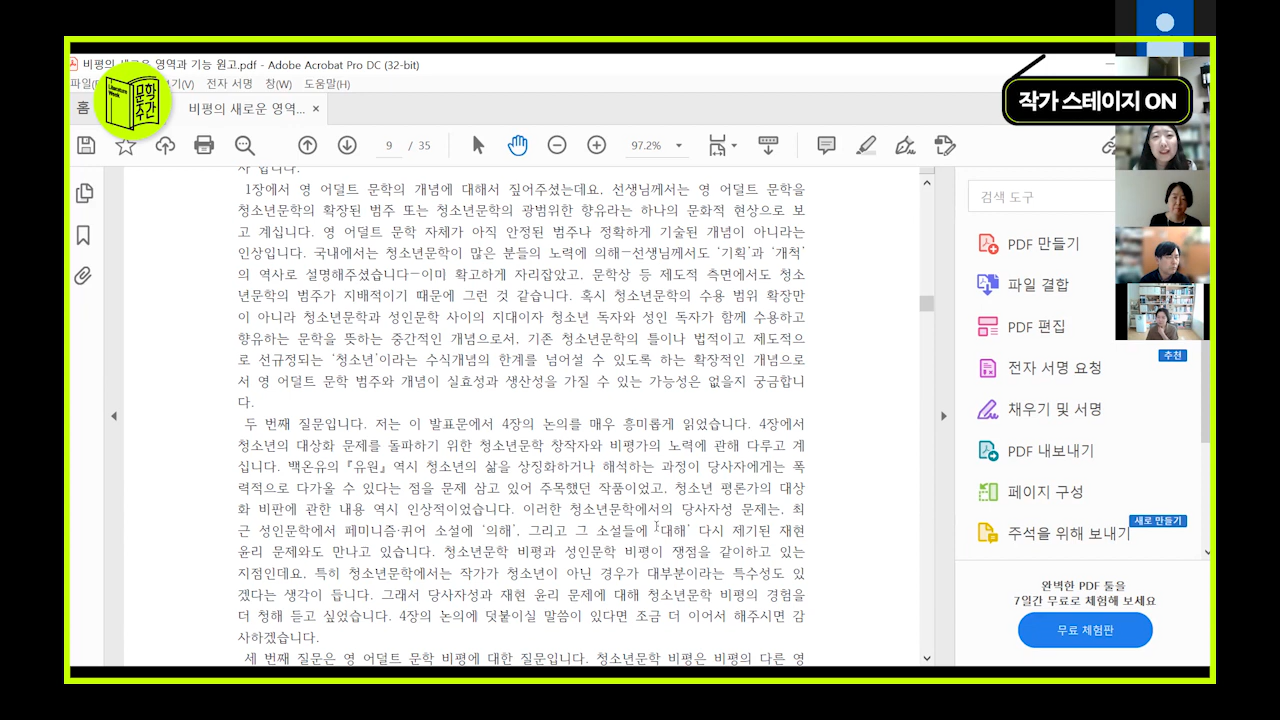 비평의 새로운 영역과 기능 원고.pdf - Adobe Acrobat Pro DC (32-bit)
전자 서명 창(W) 도움말(H)
Literature Week
문학주간
작가 스테이지 ON
홈
비평의 새로운 영역... ×
9 / 35
97.2%
1장에서 영 어덜트 문학의 개념에 대해서 짚어주셨는데요, 선생님께서는 영 어덜트 문학을
청소년문학의 확장된 범주 또는 청소년문학의 광범위한 향유라는 하나의 문화적 현상으로 보
고 계십니다. 영 어덜트 문학 자체가 아직 안정된 범주나 정확하게 기술된 개념이 아니라는
인상입니다. 국내에서는 청소년문학이 많은 분들의 노력에 의해—선생님께서도 '기획'과 '개척'
의 역사로 설명해주셨습니다—이미 확고하게 자리잡았고, 문학상 등 제도적 측면에서도 청소
년문학의 범주가 지배적이기 때문에 그런 것 같습니다. 혹시 청소년문학의 수용 범위 확장만
이 아니라 청소년문학과 성인문학 시대이자 청소년 독자와 성인 독자가 함께 수용하고
향유하는 문학을 뜻하는 중간적인 개념으로서, 기존 청소년문학의 틀이나 법적이고 제도적으
로 선규정되는 '청소년'이라는 수식개념의 한계를 넘어설 수 있도록 하는 확장적인 개념으로
서 영 어덜트 문학 범주와 개념이 실효성과 생산성을 가질 수 있는 가능성은 없을지 궁금합니
다.
두 번째 질문입니다. 저는 이 발표문에서 4장의 논의를 매우 흥미롭게 읽었습니다. 4장에서
청소년의 대상화 문제를 돌파하기 위한 청소년문학 창작자와 비평가의 노력에 관해 다루고 계
십니다. 백온유의 『유원』 역시 청소년의 삶을 상징화하거나 해석하는 과정이 당사자에게는 폭
력적으로 다가올 수 있다는 점을 문제 삼고 있어 주목했던 작품이었고, 청소년 평론가의 대상
화 비판에 관한 내용 역시 인상적이었습니다. 이러한 청소년문학에서의 당사자성 문제는, 최
근 성인문학에서 페미니즘·퀴어 소설에 '의해', 그리고 그 소설들에 '대해' 다시 제기된 재현
윤리 문제와도 만나고 있습니다. 청소년문학 비평과 성인문학 비평이 쟁점을 같이하고 있는
지점인데요, 특히 청소년문학에서는 작가가 청소년이 아닌 경우가 대부분이라는 특수성도 있
겠다는 생각이 듭니다. 그래서 당사자성과 재현 윤리 문제에 대해 청소년문학 비평의 경험을
더 청해 듣고 싶었습니다. 4장의 논의에 덧붙이실 말씀이 있다면 조금 더 이어서 해주시면 감
사하겠습니다.
세 번째 질문은 영 어덜트 문학 비평에 대한 질문입니다. 청소년문학 비평은 비평의 다른 영
검색 도구
PDF 만들기
파일 결합
PDF 편집
추천
전자 서명 요청
채우기 및 서명
PDF 내보내기
페이지 구성
새로 만들기
주석을 위해 보내기
완벽한 PDF 툴을
7일간 무료로 체험해 보세요
무료 체험판